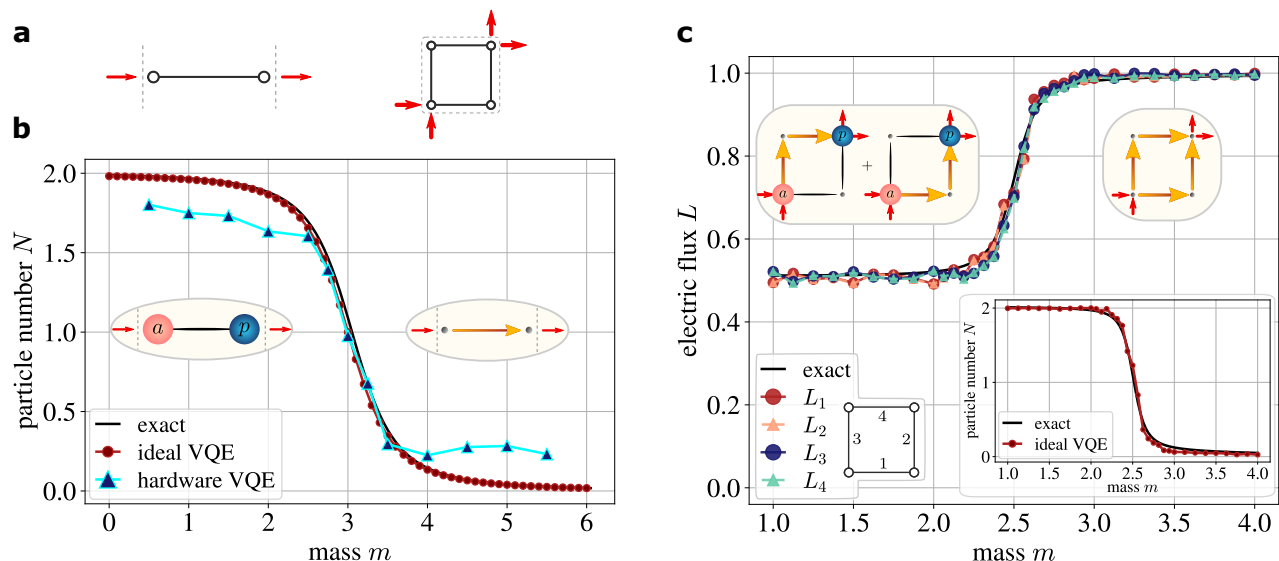 a
b
particle number N
2.0
1.5
1.0
0.5
0.0
a
p
exact
ideal VQE
hardware VQE
0 1 2 3 4 5 6
mass m
c
electric flux L
1.0
0.8
0.6
0.4
0.2
0.0
p
a
+
p
a
exact
L1
L2
L3
L4
4
3 2
1
particle number N
2
1
0
exact
ideal VQE
1.0 1.5 2.0 2.5 3.0 3.5 4.0
mass m
1.0 1.5 2.0 2.5 3.0 3.5 4.0
mass m